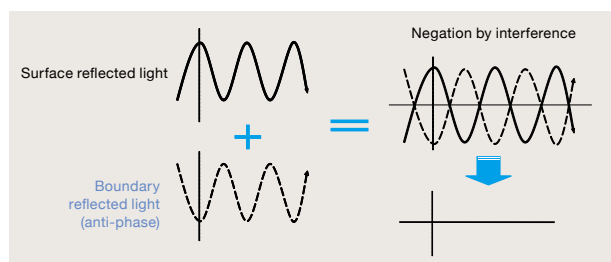 Negation by interference
Surface reflected light
+
=
Boundary
reflected light
(anti-phase)